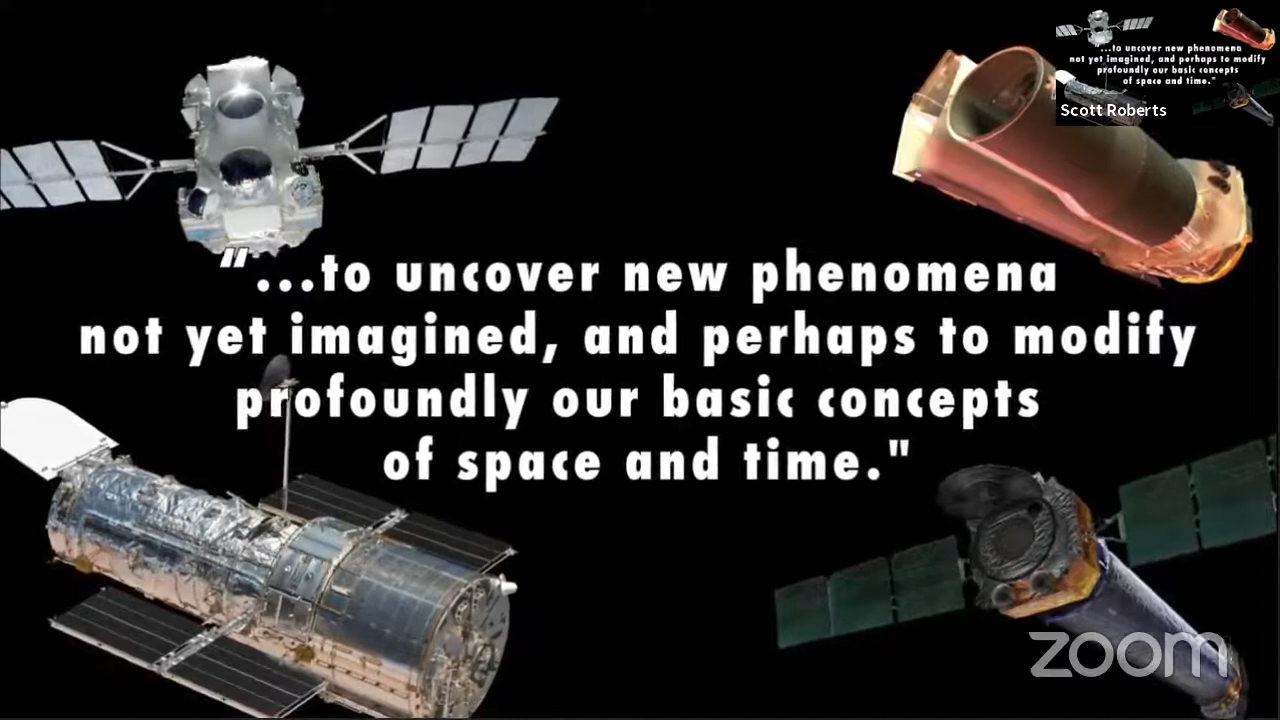 "...to uncover new phenomena
not yet imagined, and perhaps to modify
profoundly our basic concepts
of space and time."
"...to uncover new phenomena
not yet imagined, and perhaps to modify
profoundly our basic concepts
of space and time."
Scott Roberts
zoom